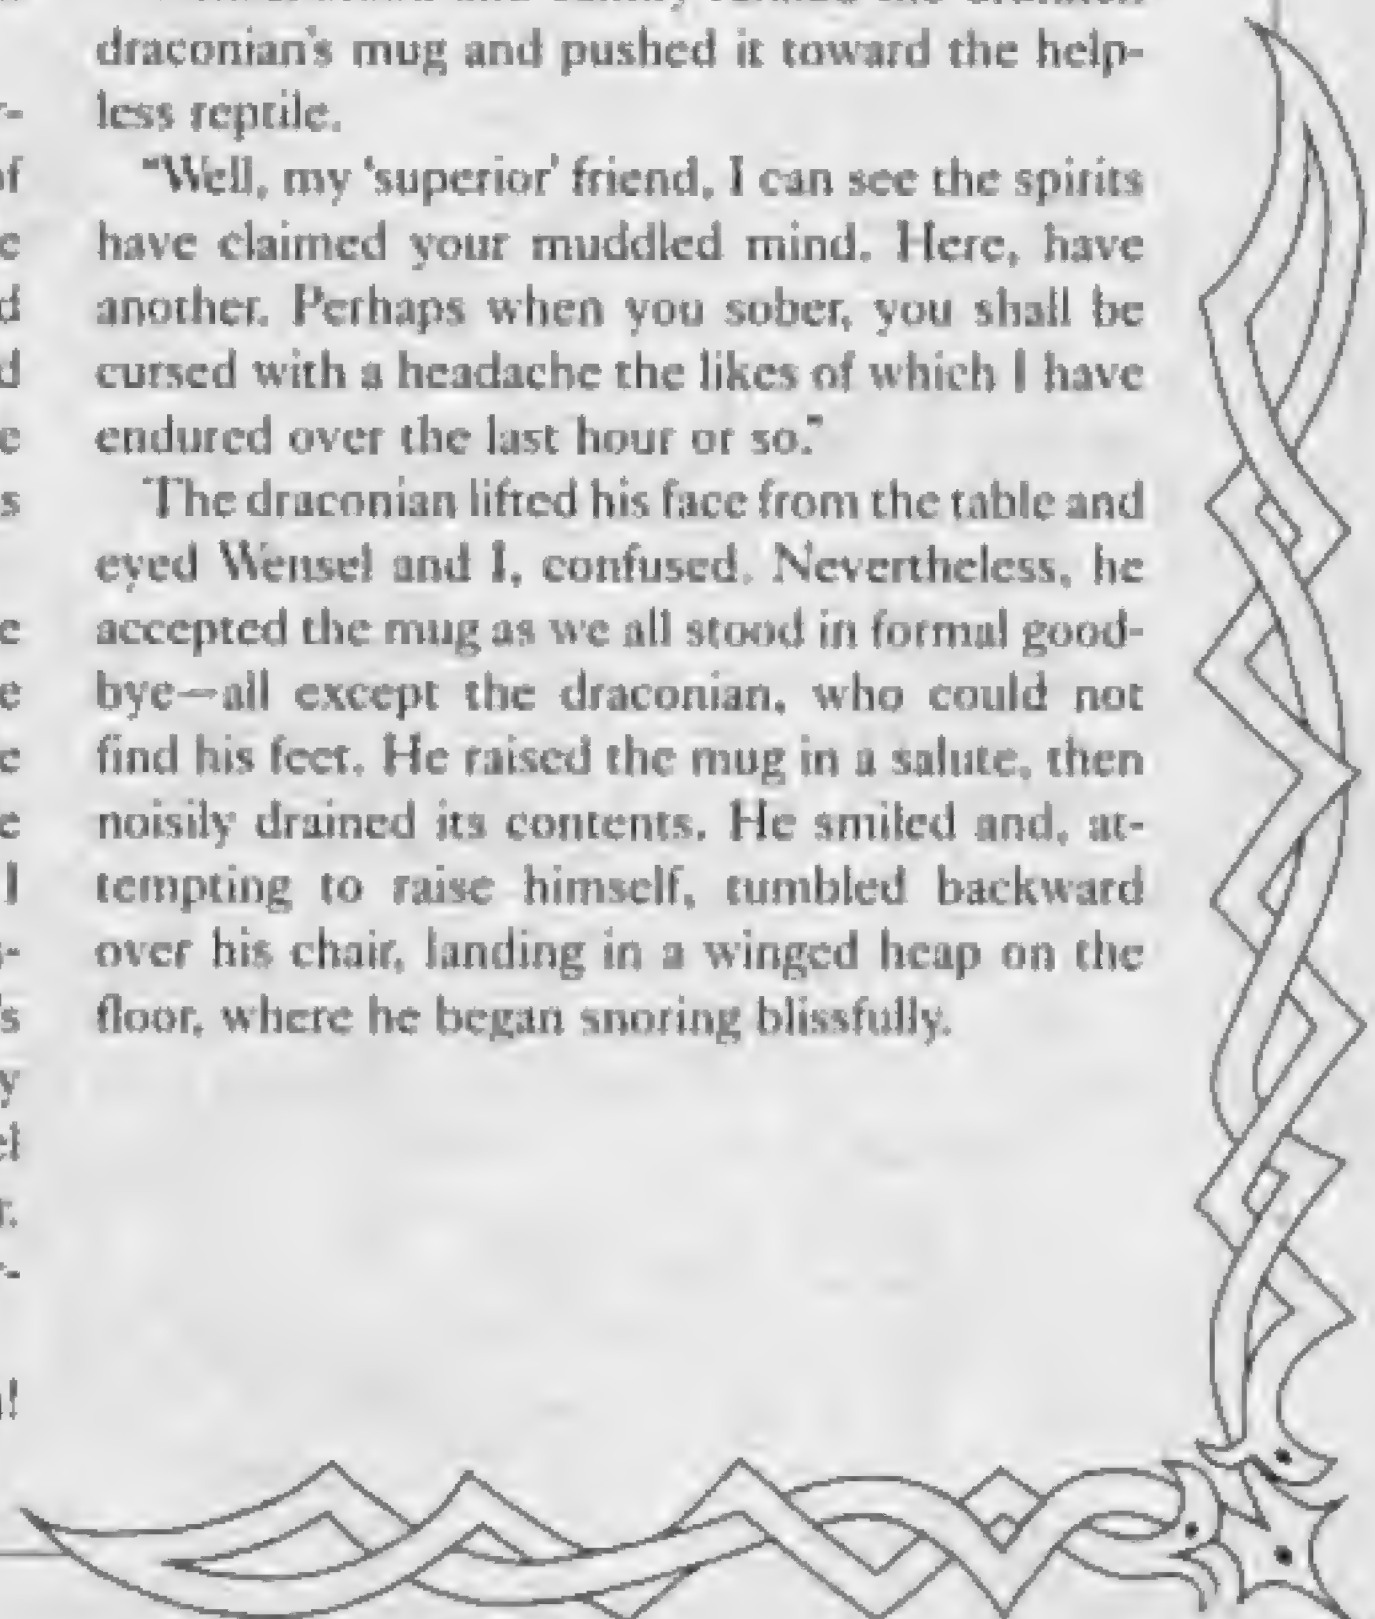 draconian's mug and pushed it toward the help-
less reptile.
"Well, my 'superior' friend, I can see the spirits
have claimed your muddled mind. Here, have
another. Perhaps when you sober, you shall be
cursed with a headache the likes of which I have
endured over the last hour or so."
The draconian lifted his face from the table and
eyed Wensel and I, confused. Nevertheless, he
accepted the mug as we all stood in formal good-
bye—all except the draconian, who could not
find his feet. He raised the mug in a salute, then
noisily drained its contents. He smiled and, at-
tempting to raise himself, tumbled backward
over his chair, landing in a winged heap on the
floor, where he began snoring blissfully.